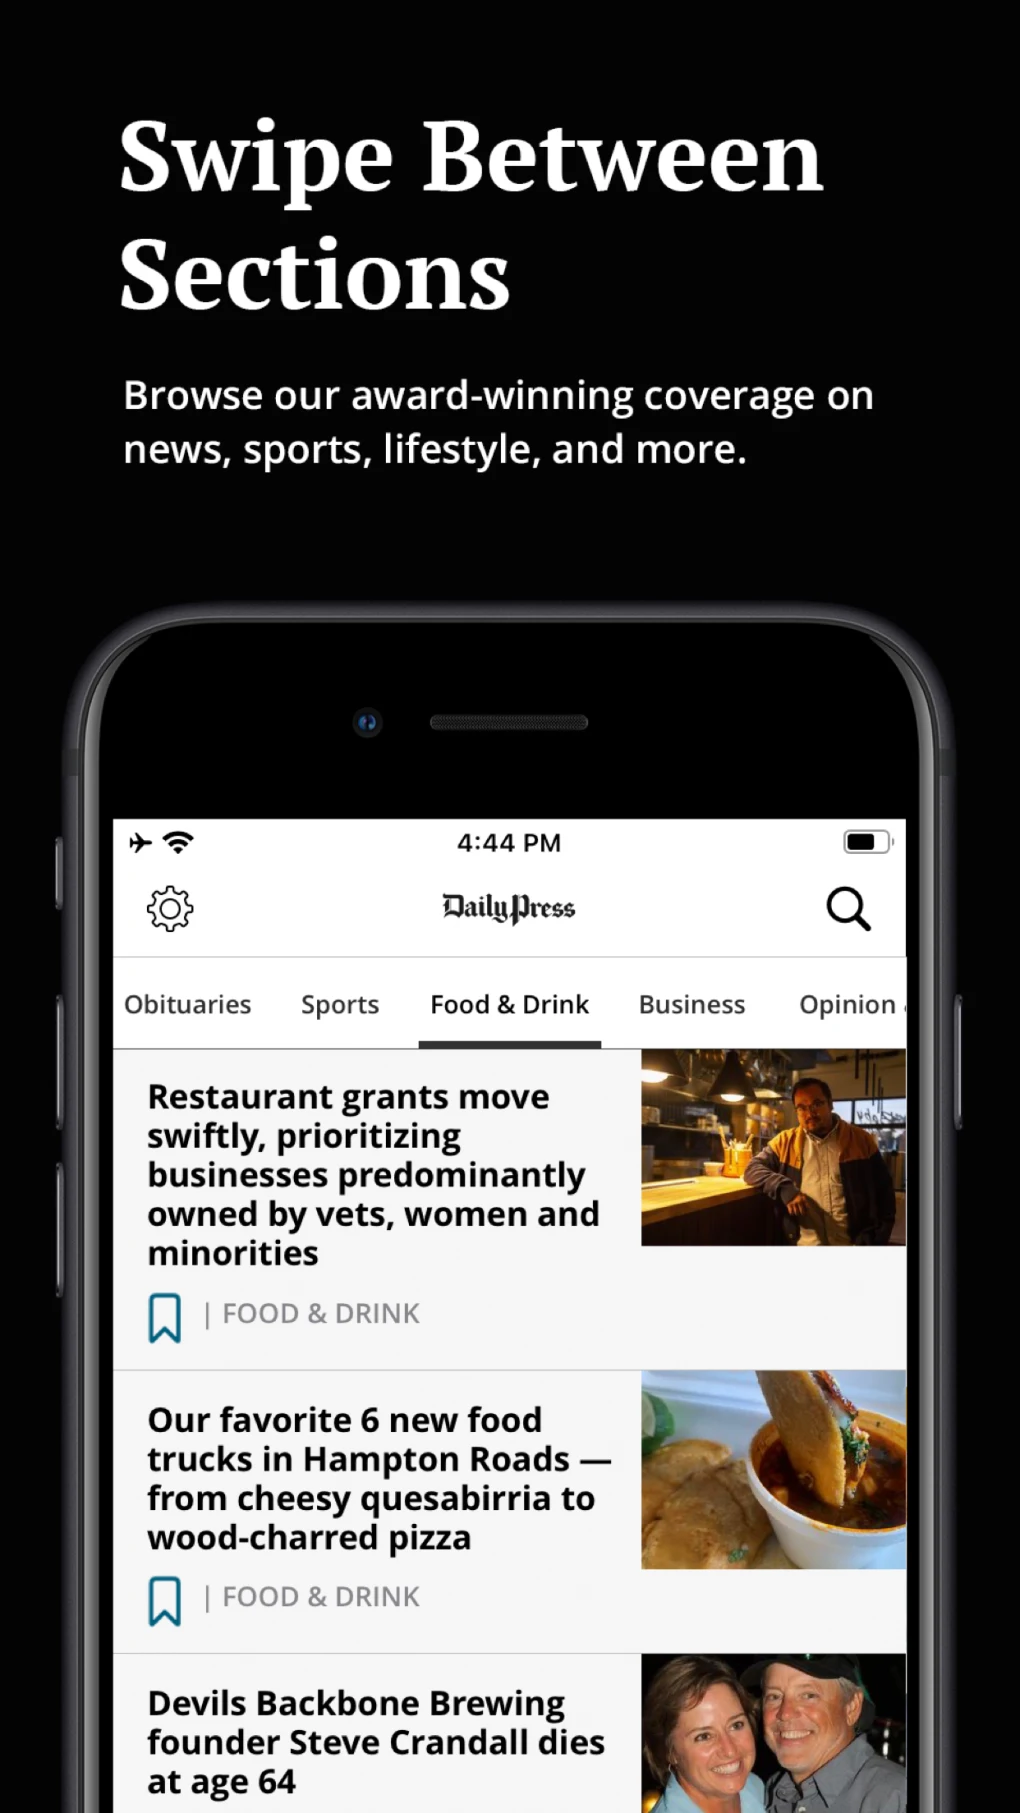 Swipe Between
Sections
Browse our award-winning coverage on
news, sports, lifestyle, and more.
4:44 PM
Daily Press
Obituaries Sports Food & Drink Business Opinion
Restaurant grants move
swiftly, prioritizing
businesses predominantly
owned by vets, women and
minorities
| FOOD & DRINK
Our favorite 6 new food
trucks in Hampton Roads —
from cheesy quesabirria to
wood-charred pizza
| FOOD & DRINK
Devils Backbone Brewing
founder Steve Crandall dies
at age 64